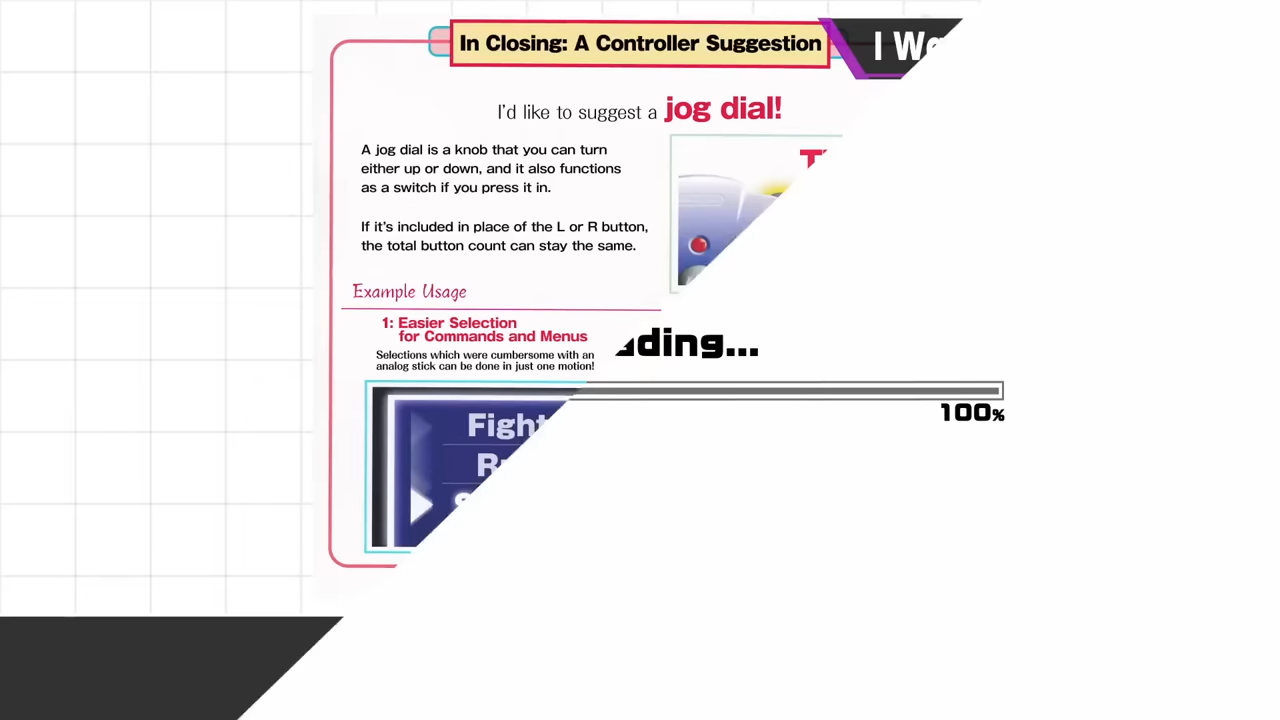 In Closing: A Controller Suggestion
I'd like to suggest a jog dial!
A jog dial is a knob that you can turn
either up or down, and it also functions
as a switch if you press it in.
If it's included in place of the L or R button,
the total button count can stay the same.
Example Usage
1: Easier Selection
for Commands and Menus
Selections which were cumbersome with an
analog stick can be done in just one motion!
Fight
ding...
100%